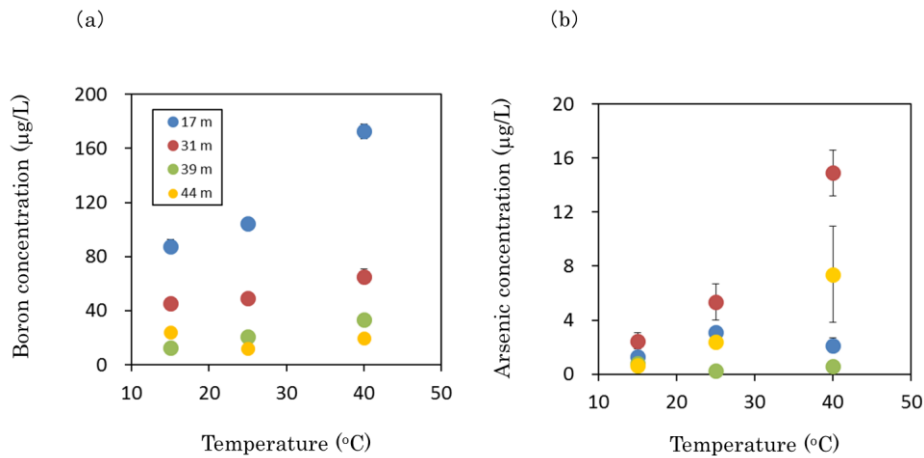 (a)
Boron concentration (μg/L)
200
160
120
80
40
0
17 m
31 m
39 m
44 m
10 20 30 40 50
Temperature (°C)
(b)
Arsenic concentration (μg/L)
20
16
12
8
4
0
10 20 30 40 50
Temperature (°C)